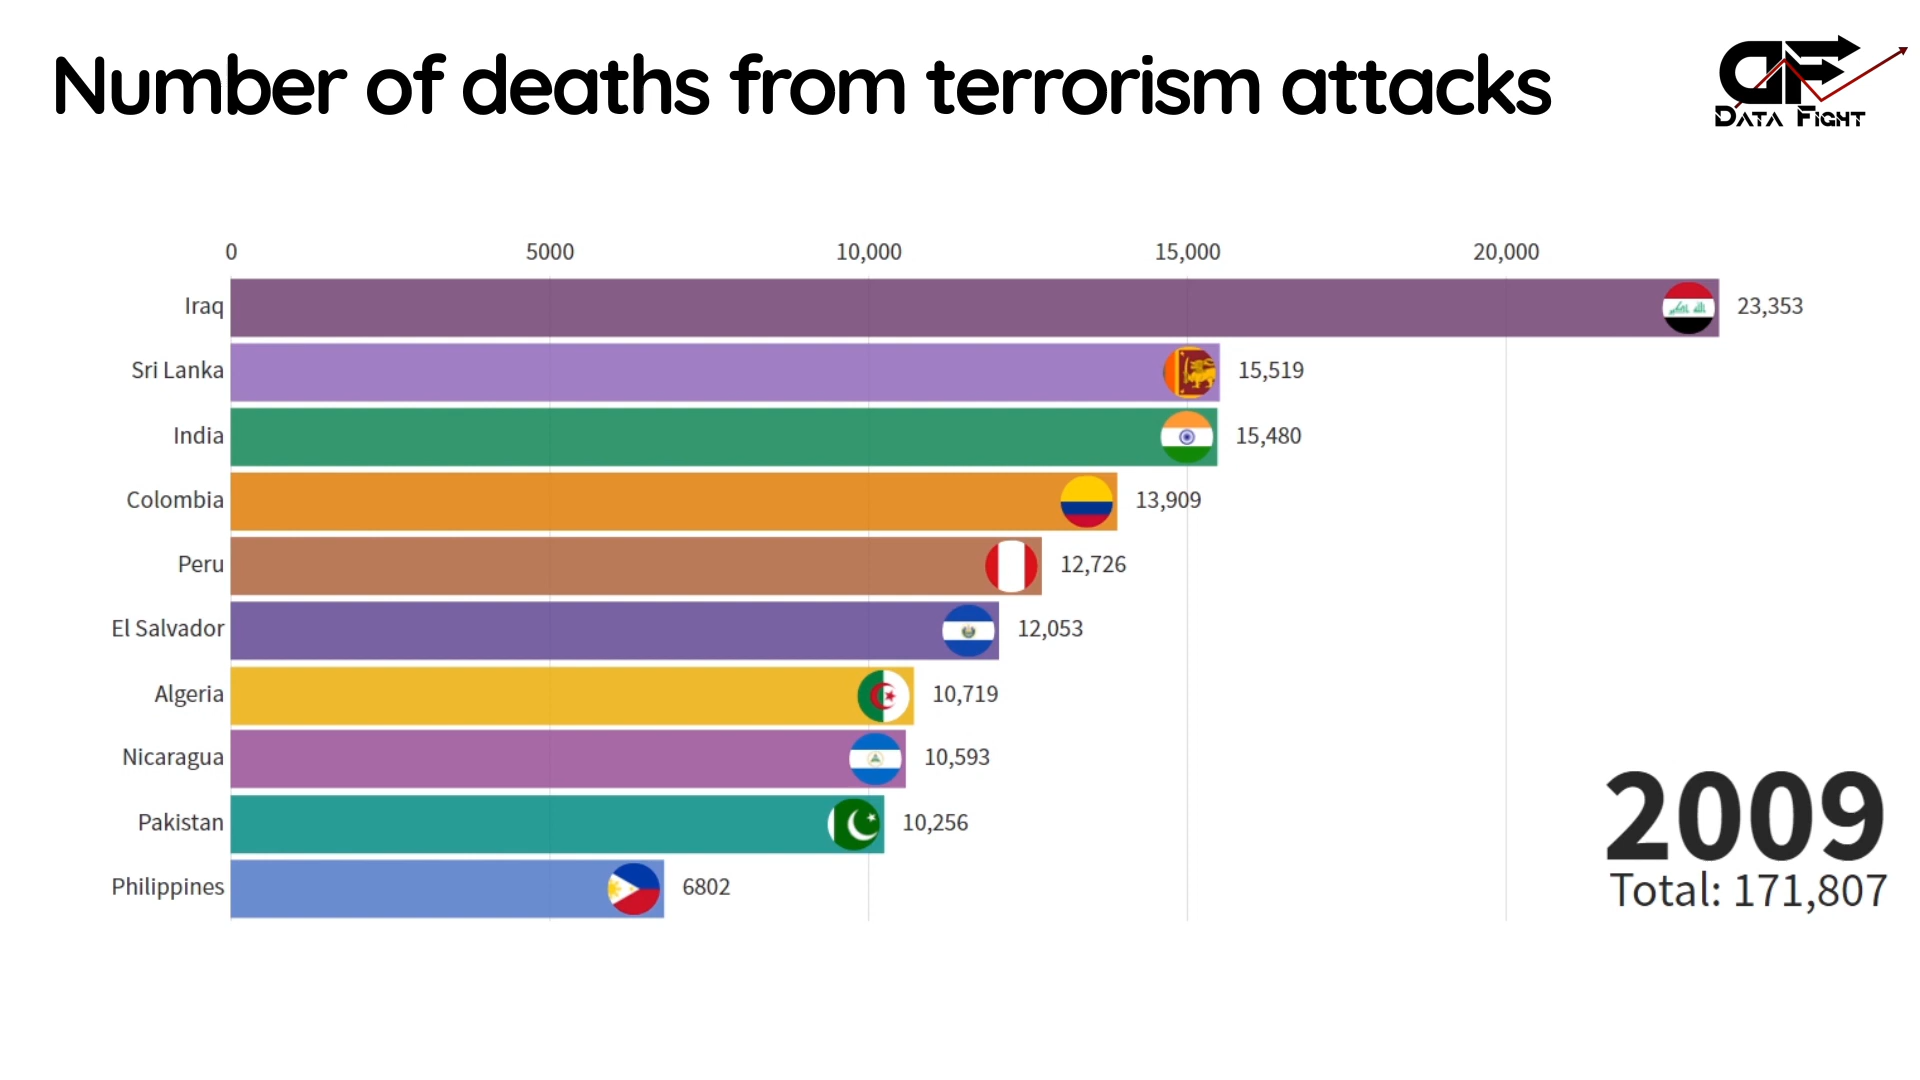 Number of deaths from terrorism attacks
DATA FIGHT
0 5000 10,000 15,000 20,000
Iraq 23,353
Sri Lanka 15,519
India 15,480
Colombia 13,909
Peru 12,726
El Salvador 12,053
Algeria 10,719
Nicaragua 10,593
Pakistan 10,256
Philippines 6802
2009
Total: 171,807